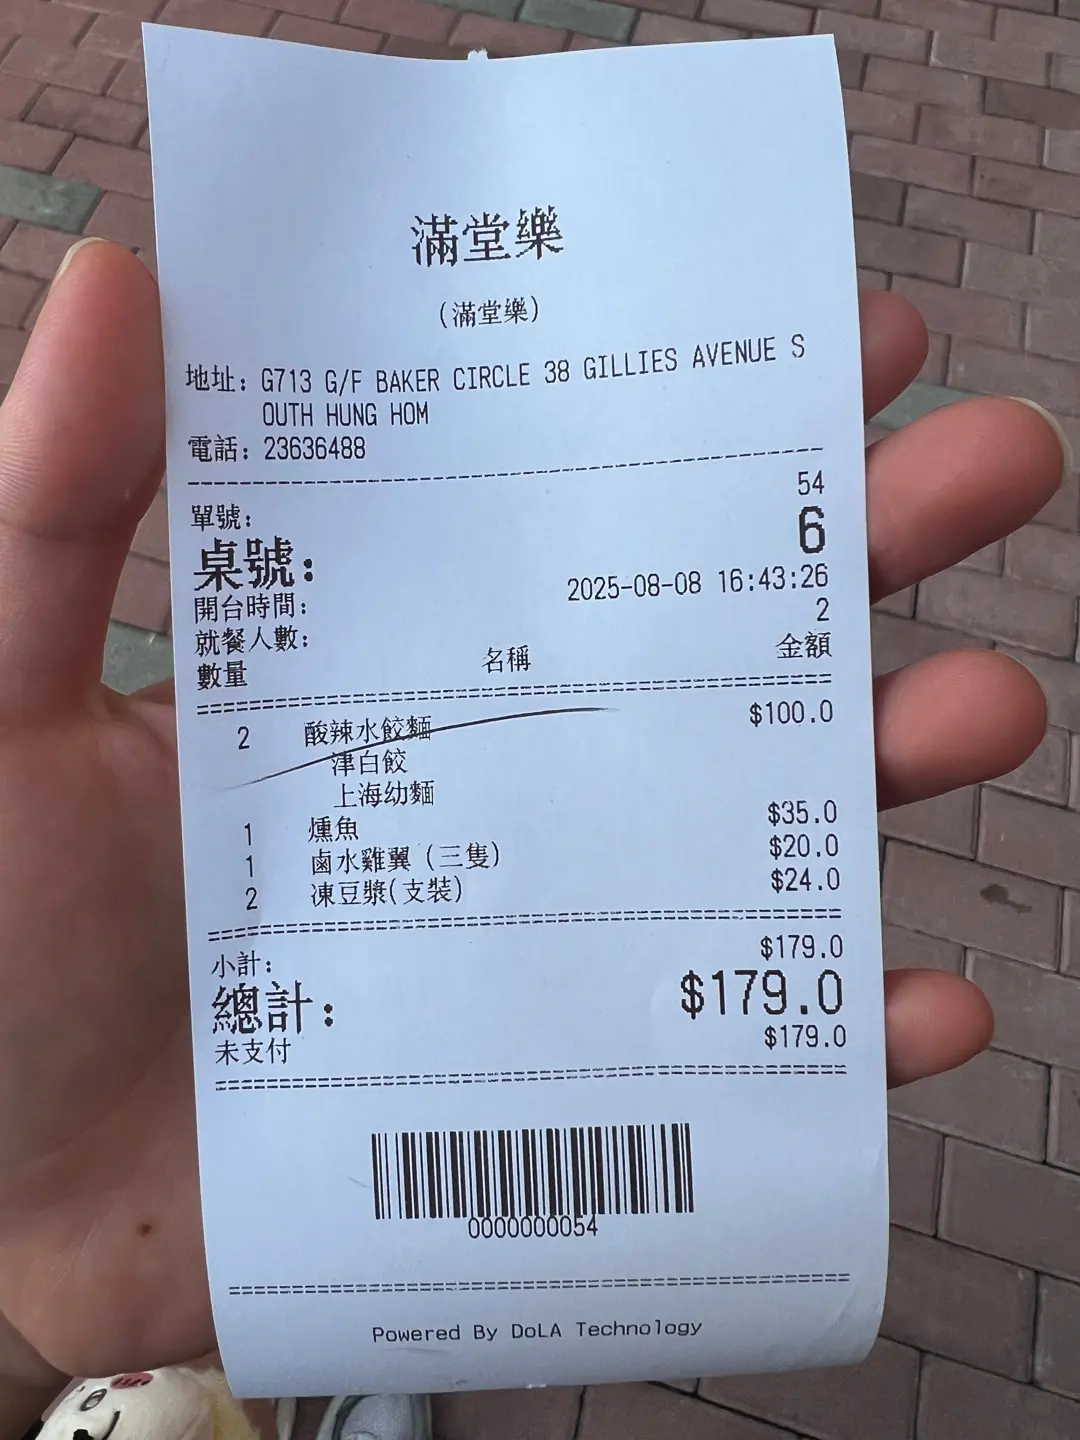 滿堂樂
(滿堂樂)
地址: G713 G/F BAKER CIRCLE 38 GILLIES AVENUE S
OUTH HUNG HOM
電話: 23636488
單號: 54
桌號: 6
開台時間: 2025-08-08 16:43:26
就餐人數: 2
數量 名稱 金額
2 酸辣水餃麵 $100.0
津白餃
上海幼麵
1 燻魚 $35.0
1 鹵水雞翼 (三隻) $20.0
2 凍豆漿(支裝) $24.0
小計: $179.0
總計: $179.0
未支付 $179.0
0000000054
Powered By DoLA Technology